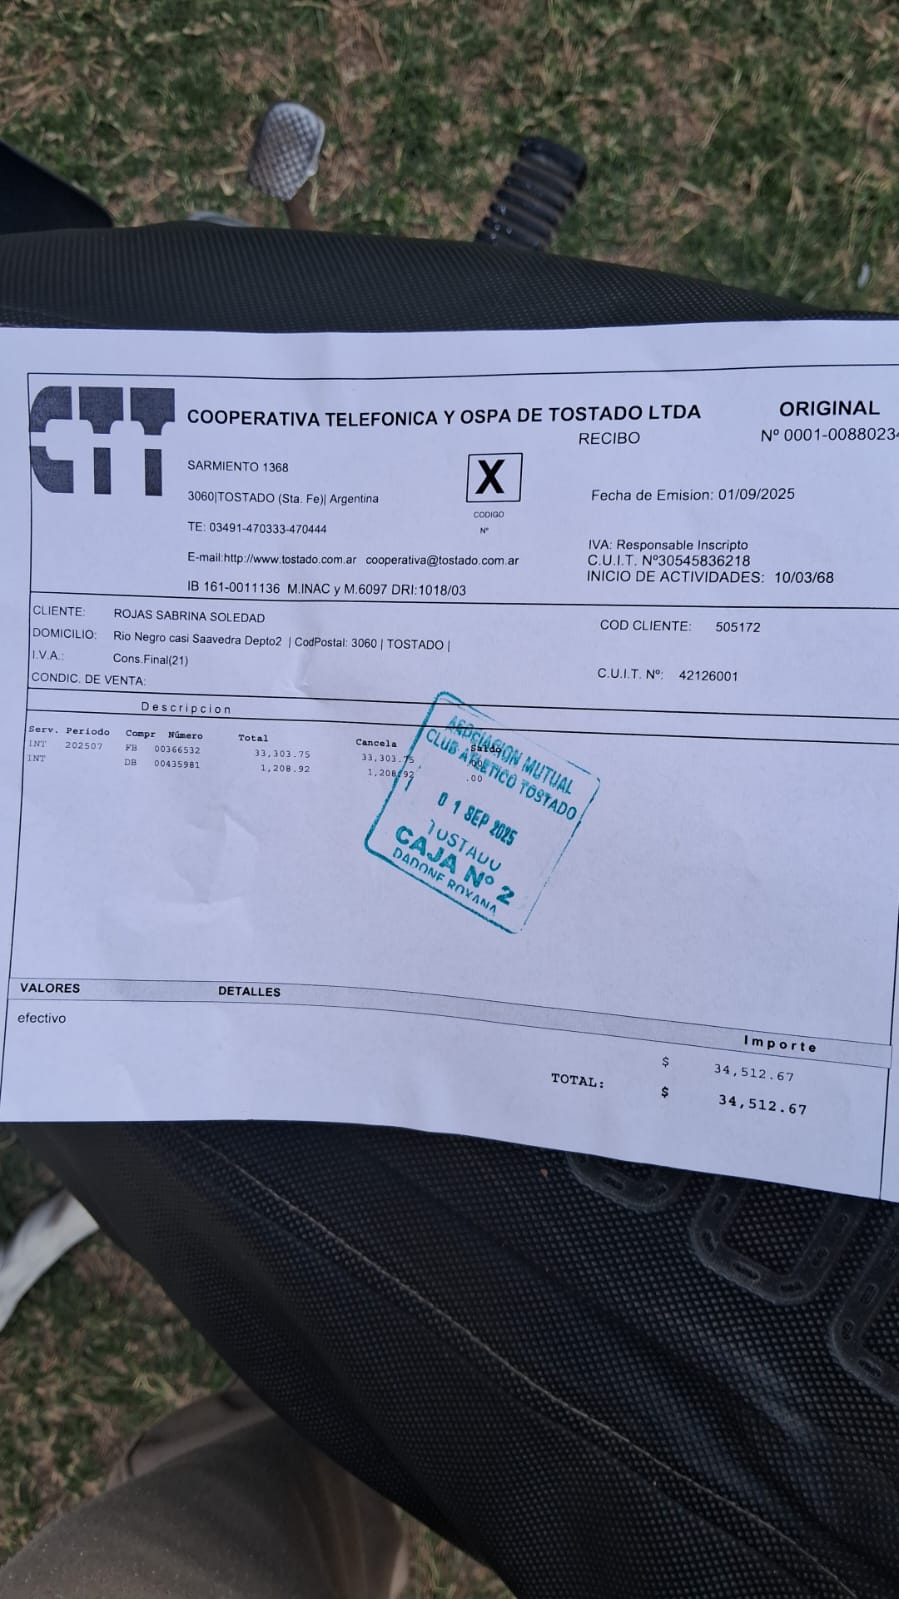 CTT
COOPERATIVA TELEFONICA Y OSPA DE TOSTADO LTDA
ORIGINAL
RECIBO
Nº 0001-0088023
SARMIENTO 1368
X
3060|TOSTADO (Sta. Fe)| Argentina
Fecha de Emision: 01/09/2025
CODIGO
Nº
TE: 03491-470333-470444
IVA: Responsable Inscripto
E-mail:http://www.tostado.com.ar cooperativa@tostado.com.ar
C.U.I.T. Nº30545836218
INICIO DE ACTIVIDADES: 10/03/68
IB 161-0011136 M.INAC y M.6097 DRI:1018/03
CLIENTE: ROJAS SABRINA SOLEDAD
COD CLIENTE: 505172
DOMICILIO: Rio Negro casi Saavedra Depto2 | CodPostal: 3060 | TOSTADO |
I.V.A.: Cons.Final(21)
C.U.I.T. Nº: 42126001
CONDIC. DE VENTA:
Descripcion
Serv. Periodo Compr Número Total Cancela Saldo
INT 202507 FB 00366532 33,303.75 33,303.75
INT DB 00435981 1,208.92 1,208.92 .00
ASOCIACION MUTUAL
CLUB ATLETICO TOSTADO
01 SEP 2025
TOSTADO
CAJA Nº 2
DADONE ROXANA
VALORES DETALLES
Importe
efectivo
$ 34,512.67
TOTAL: $ 34,512.67